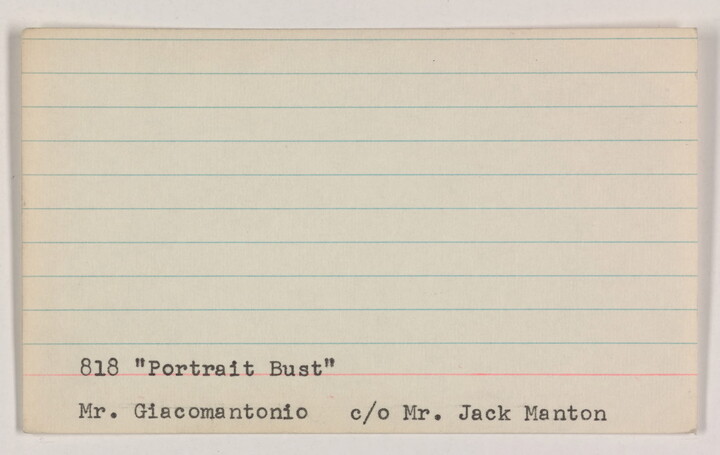 818 "Portrait Bust"
Mr. Giacomantonio c/o Mr. Jack Manton